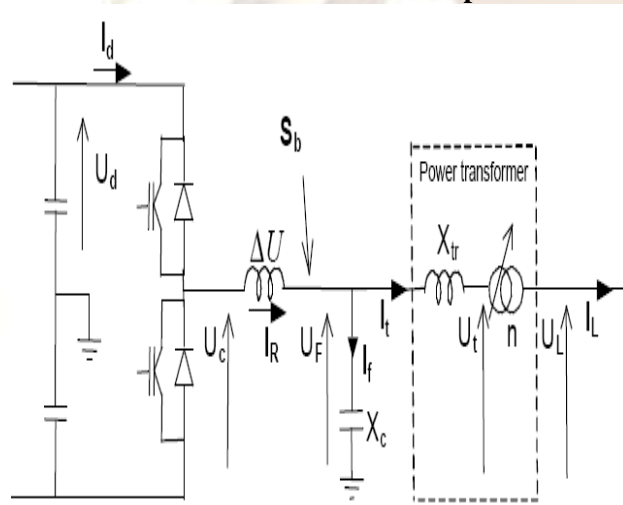 I_d
S_b
Power transformer
U_d
ΔU
X_tr
I_t
U_t
n
U_L
I_L
U_c
I_R
U_F
I_f
X_c